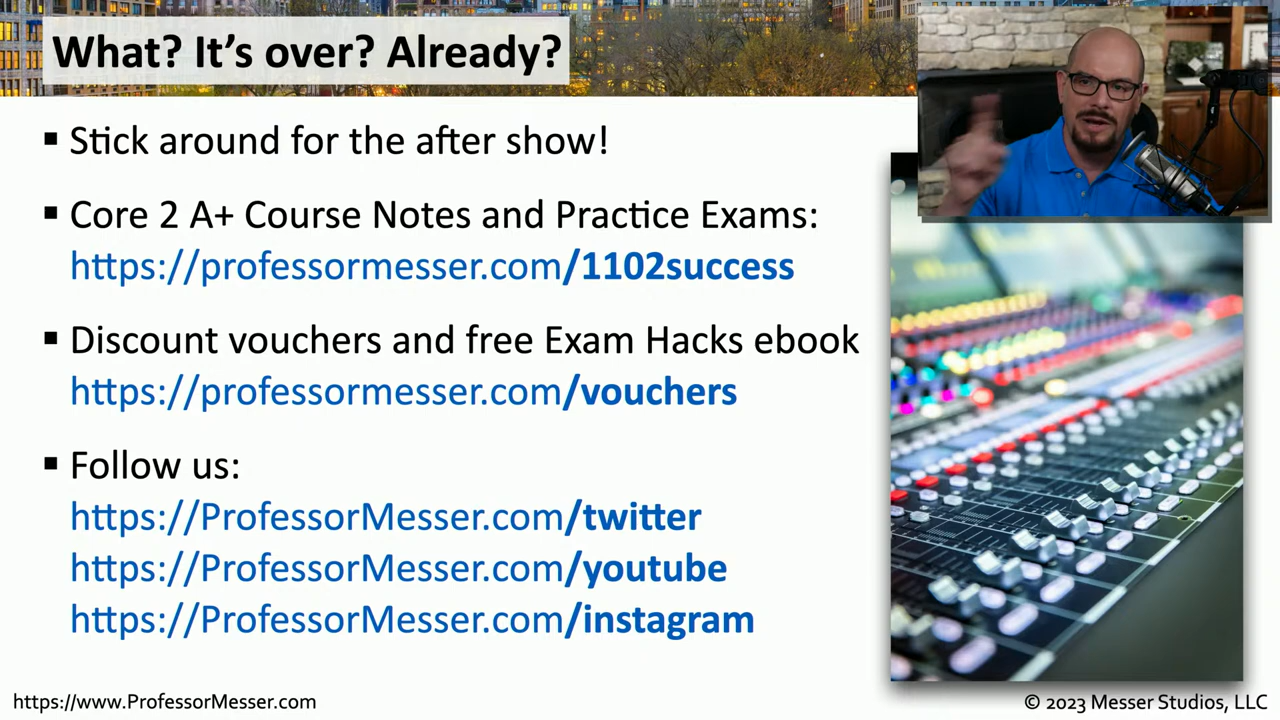 What? It's over? Already?
▪ Stick around for the after show!
▪ Core 2 A+ Course Notes and Practice Exams:
https://professormesser.com/1102success
▪ Discount vouchers and free Exam Hacks ebook
https://professormesser.com/vouchers
▪ Follow us:
https://ProfessorMesser.com/twitter
https://ProfessorMesser.com/youtube
https://ProfessorMesser.com/instagram
https://www.ProfessorMesser.com
© 2023 Messer Studios, LLC